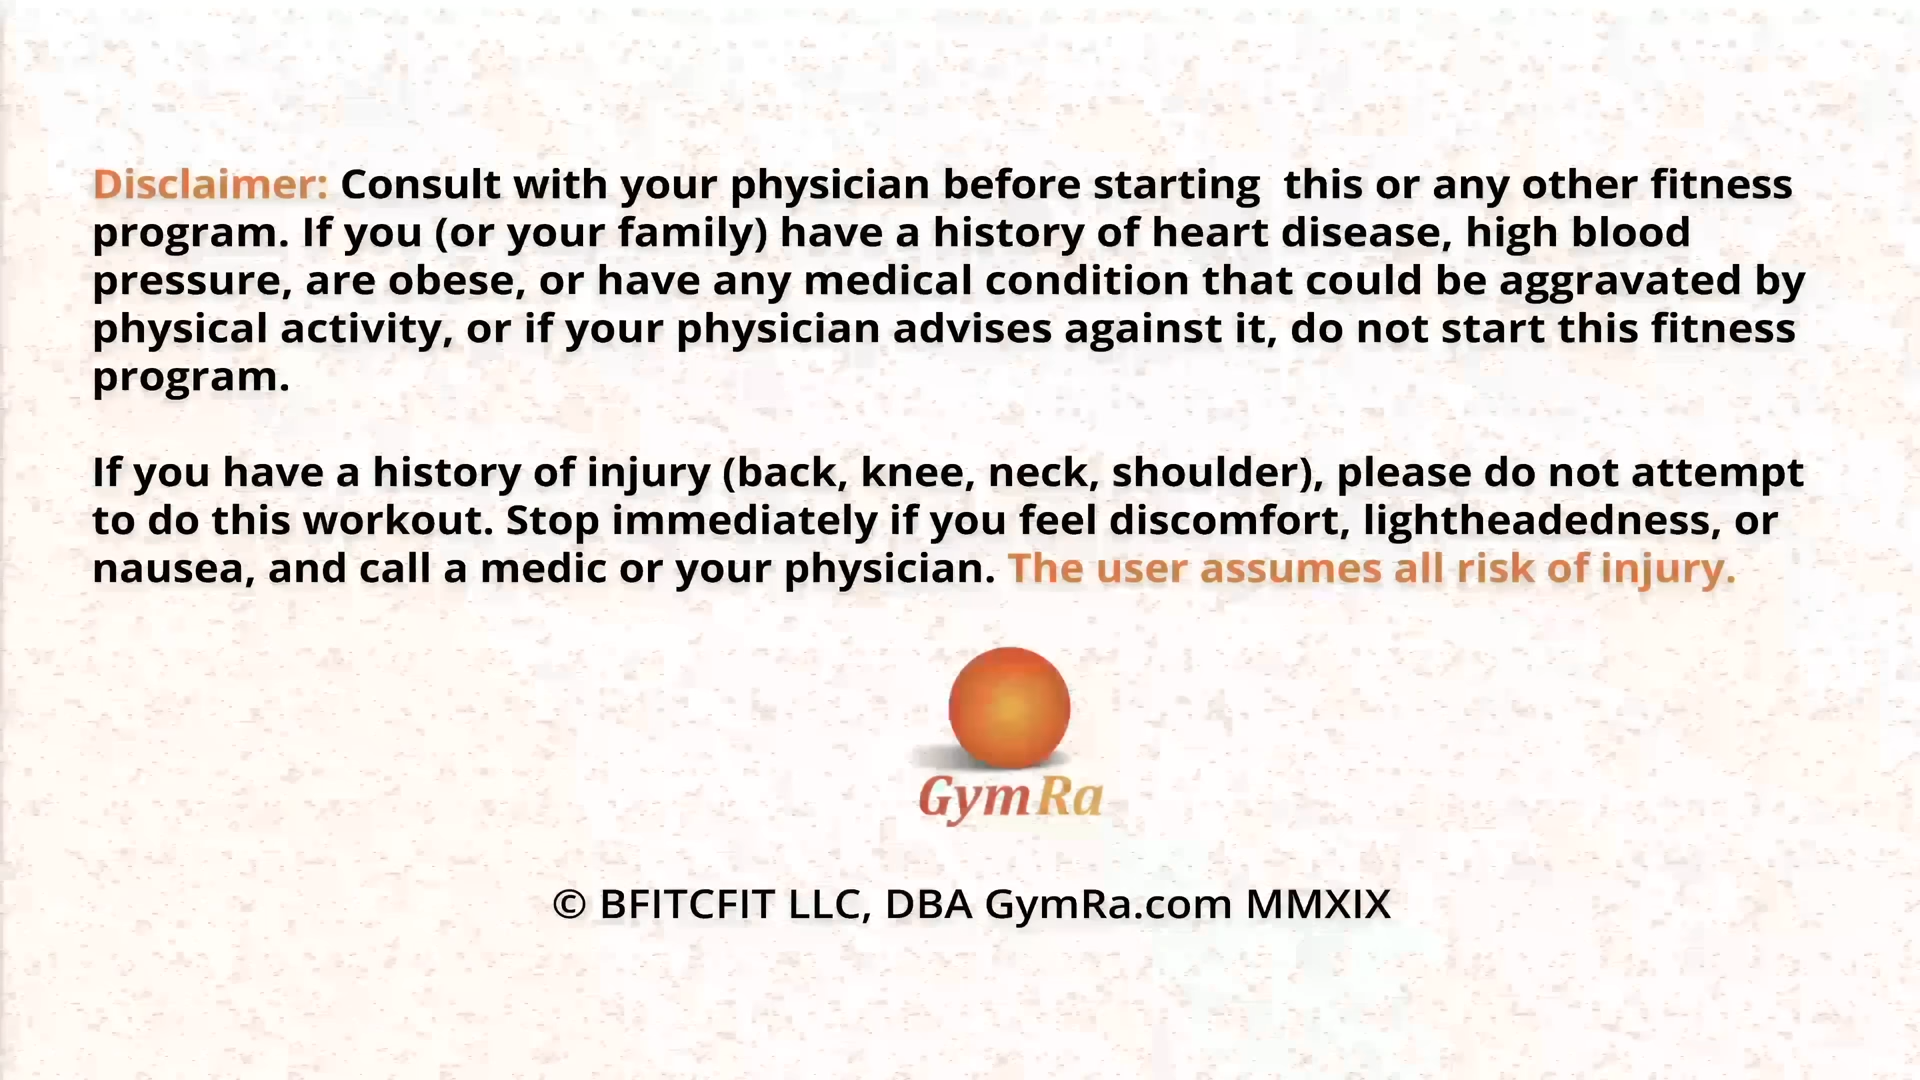 Disclaimer: Consult with your physician before starting  this or any other fitness
program. If you (or your family) have a history of heart disease, high blood
pressure, are obese, or have any medical condition that could be aggravated by
physical activity, or if your physician advises against it, do not start this fitness
program.
If you have a history of injury (back, knee, neck, shoulder), please do not attempt
to do this workout. Stop immediately if you feel discomfort, lightheadedness, or
nausea, and call a medic or your physician. The user assumes all risk of injury.
GymRa
© BFITCFIT LLC, DBA GymRa.com MMXIX